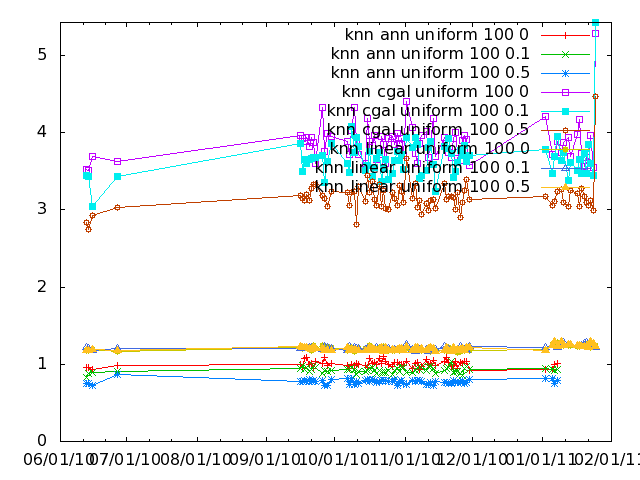 5
4
3
2
1
0
knn ann uniform 100 0
knn ann uniform 100 0.1
knn ann uniform 100 0.5
knn cgal uniform 100 0
knn cgal uniform 100 0.1
knn cgal uniform 100 0.5
knn linear uniform 100 0
knn linear uniform 100 0.1
knn linear uniform 100 0.5
06/01/10 07/01/10 08/01/10 09/01/10 10/01/10 11/01/10 12/01/10 01/01/11 02/01/11